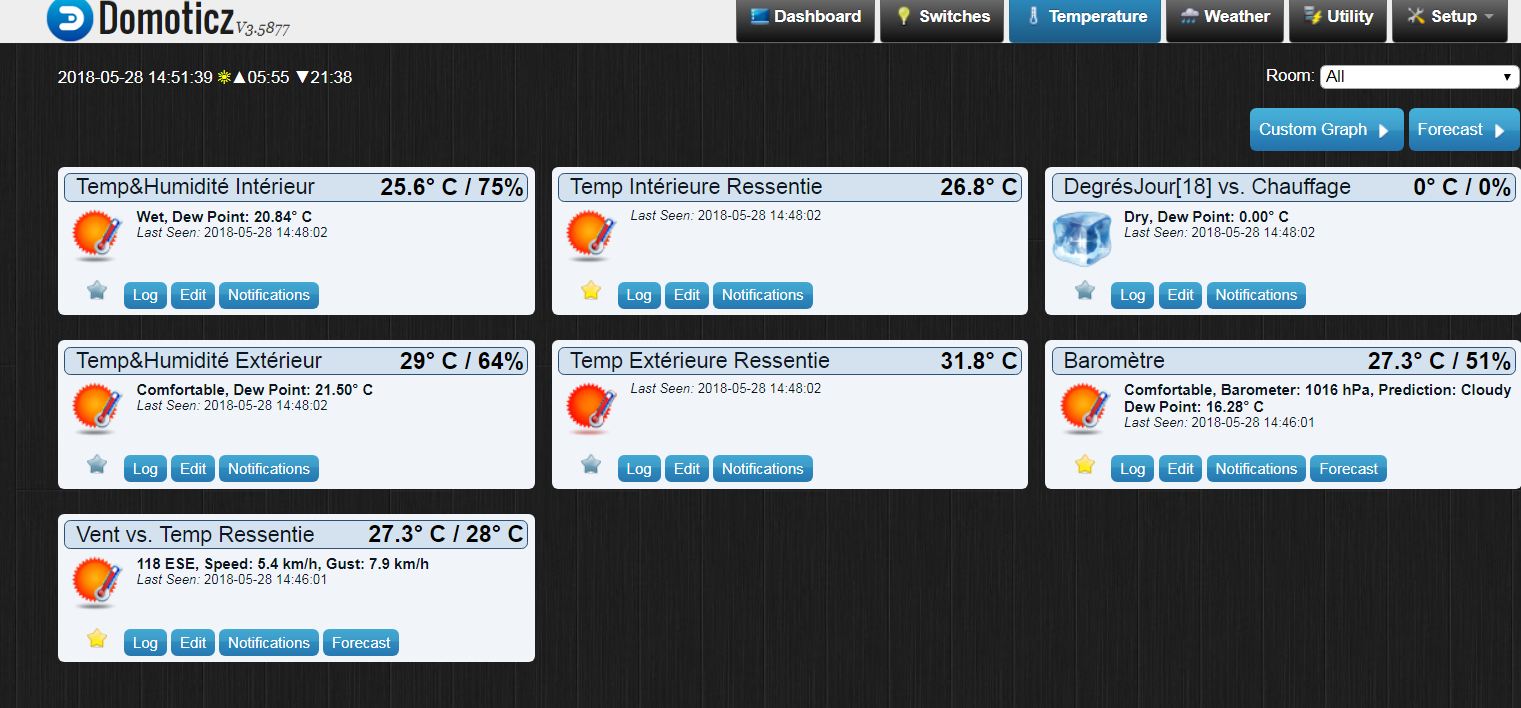 Domoticz V3.5877
Dashboard Switches Temperature Weather Utility Setup
2018-05-28 14:51:39 ☀▲05:55 ▼21:38
Room: All
Custom Graph Forecast
Temp&Humidité Intérieur 25.6° C / 75%
Wet, Dew Point: 20.84° C
Last Seen: 2018-05-28 14:48:02
Log Edit Notifications
Temp Intérieure Ressentie 26.8° C
Last Seen: 2018-05-28 14:48:02
Log Edit Notifications
DegrésJour[18] vs. Chauffage 0° C / 0%
Dry, Dew Point: 0.00° C
Last Seen: 2018-05-28 14:48:02
Log Edit Notifications
Temp&Humidité Extérieur 29° C / 64%
Comfortable, Dew Point: 21.50° C
Last Seen: 2018-05-28 14:48:02
Log Edit Notifications
Temp Extérieure Ressentie 31.8° C
Last Seen: 2018-05-28 14:48:02
Log Edit Notifications
Baromètre 27.3° C / 51%
Comfortable, Barometer: 1016 hPa, Prediction: Cloudy
Dew Point: 16.28° C
Last Seen: 2018-05-28 14:46:01
Log Edit Notifications Forecast
Vent vs. Temp Ressentie 27.3° C / 28° C
118 ESE, Speed: 5.4 km/h, Gust: 7.9 km/h
Last Seen: 2018-05-28 14:46:01
Log Edit Notifications Forecast